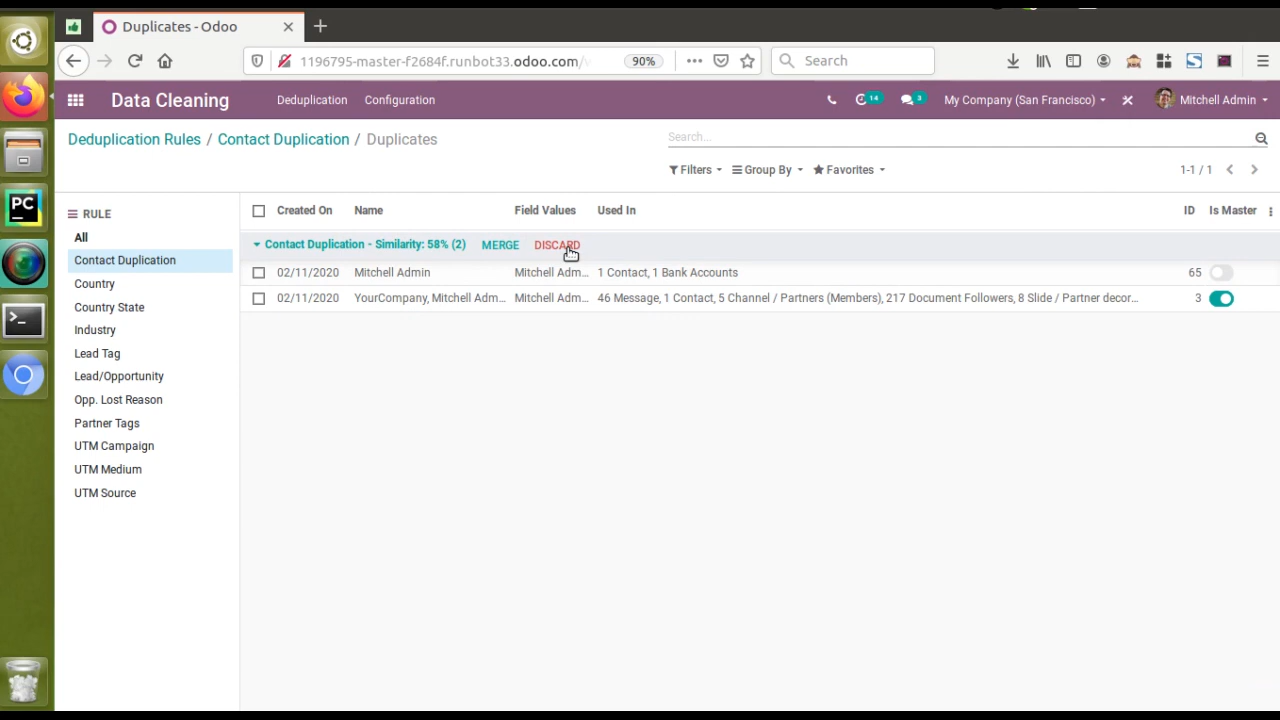 Duplicates - Odoo
1196795-master-f2684f.runbot33.odoo.com/
90%
Search
Data Cleaning
Deduplication
Configuration
14
3
My Company (San Francisco)
Mitchell Admin
Deduplication Rules / Contact Duplication / Duplicates
Search...
Filters
Group By
Favorites
1-1 / 1
RULE
All
Contact Duplication
Country
Country State
Industry
Lead Tag
Lead/Opportunity
Opp. Lost Reason
Partner Tags
UTM Campaign
UTM Medium
UTM Source
Created On Name Field Values Used In ID Is Master
Contact Duplication - Similarity: 58% (2) MERGE DISCARD
02/11/2020 Mitchell Admin Mitchell Adm... 1 Contact, 1 Bank Accounts 65
02/11/2020 YourCompany, Mitchell Adm... Mitchell Adm... 46 Message, 1 Contact, 5 Channel / Partners (Members), 217 Document Followers, 8 Slide / Partner decor... 3
PC